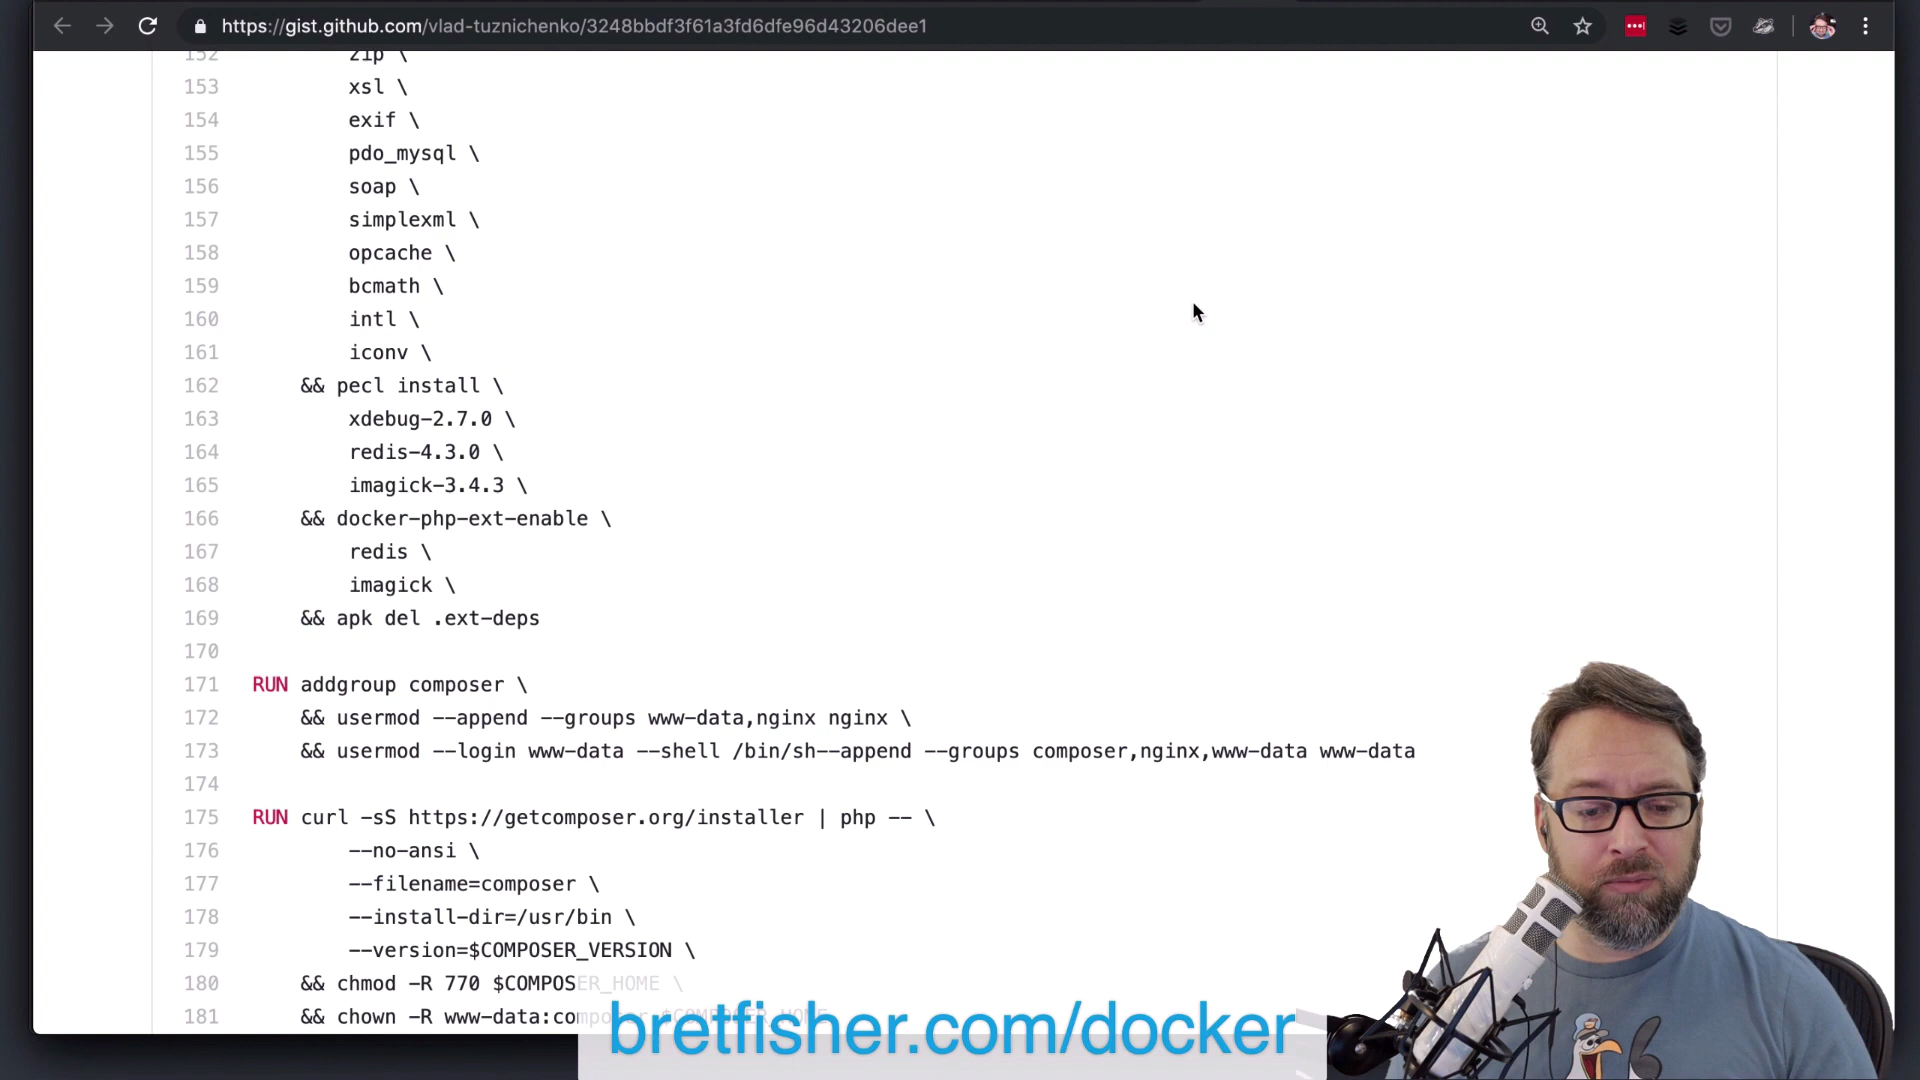 https://gist.github.com/vlad-tuznichenko/3248bbdf3f61a3fd6dfe96d43206dee1
152 zip \
153 xsl \
154 exif \
155 pdo_mysql \
156 soap \
157 simplexml \
158 opcache \
159 bcmath \
160 intl \
161 iconv \
162 && pecl install \
163 xdebug-2.7.0 \
164 redis-4.3.0 \
165 imagick-3.4.3 \
166 && docker-php-ext-enable \
167 redis \
168 imagick \
169 && apk del .ext-deps
170
171 RUN addgroup composer \
172 && usermod --append --groups www-data,nginx nginx \
173 && usermod --login www-data --shell /bin/sh--append --groups composer,nginx,www-data www-data
174
175 RUN curl -sS https://getcomposer.org/installer | php -- \
176 --no-ansi \
177 --filename=composer \
178 --install-dir=/usr/bin \
179 --version=$COMPOSER_VERSION \
180 && chmod -R 770 $COMPOSER_HOME \
181 && chown -R www-data:composer $COMPOSER_HOME
bretfisher.com/docker